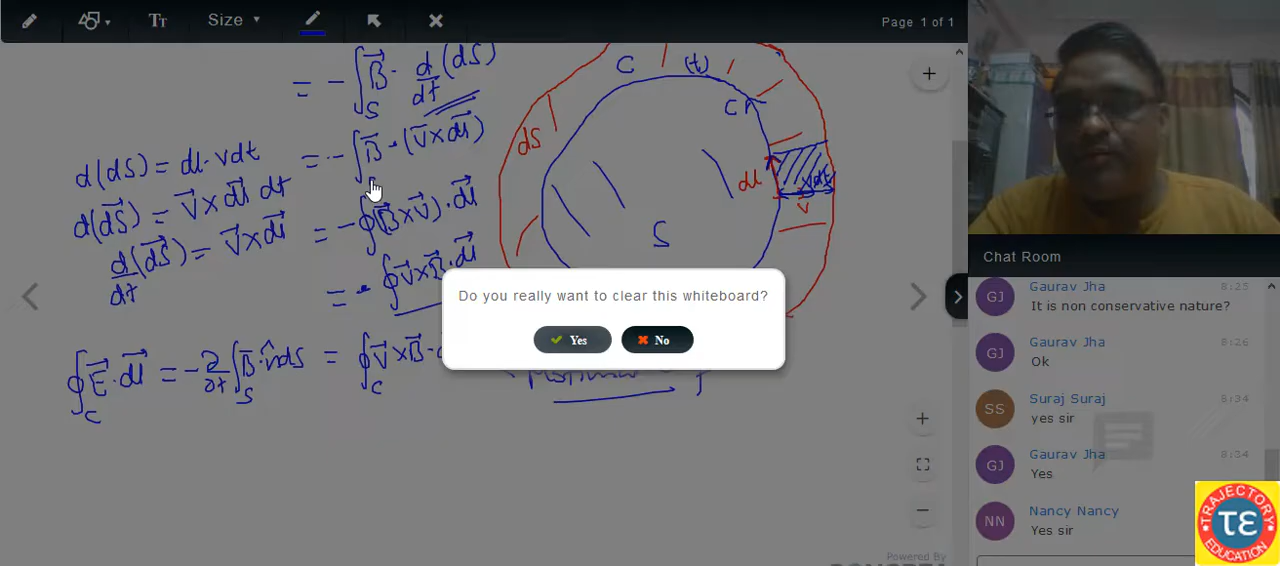 Size
Page 1 of 1
= - ∫_S B⃗ · d/dt (dS)
C (t)
C
d(dS) = dl · vdt
= - ∫ B⃗ · (V⃗ × dl⃗)
dS
d(dS⃗) = V⃗ × dl⃗ dt
dl
Vdt
V
d/dt (dS⃗) = V⃗ × dl⃗
= - ∮ (B⃗ × V⃗) · dl⃗
S
= ∮ V⃗ × B⃗ · dl⃗
∮_C E⃗ · dl⃗ = - ∂/∂t ∫_S B⃗ · n̂ dS = ∮_C V⃗ × B⃗ ·
Do you really want to clear this whiteboard?
Yes No
Chat Room
Gaurav Jha 8:25
It is non conservative nature?
GJ
Gaurav Jha 8:26
GJ
Ok
Suraj Suraj 8:34
SS
yes sir
Gaurav Jha 8:34
GJ
Yes
Nancy Nancy
NN
Yes sir
TRAJECTORY
TE
EDUCATION
Powered By